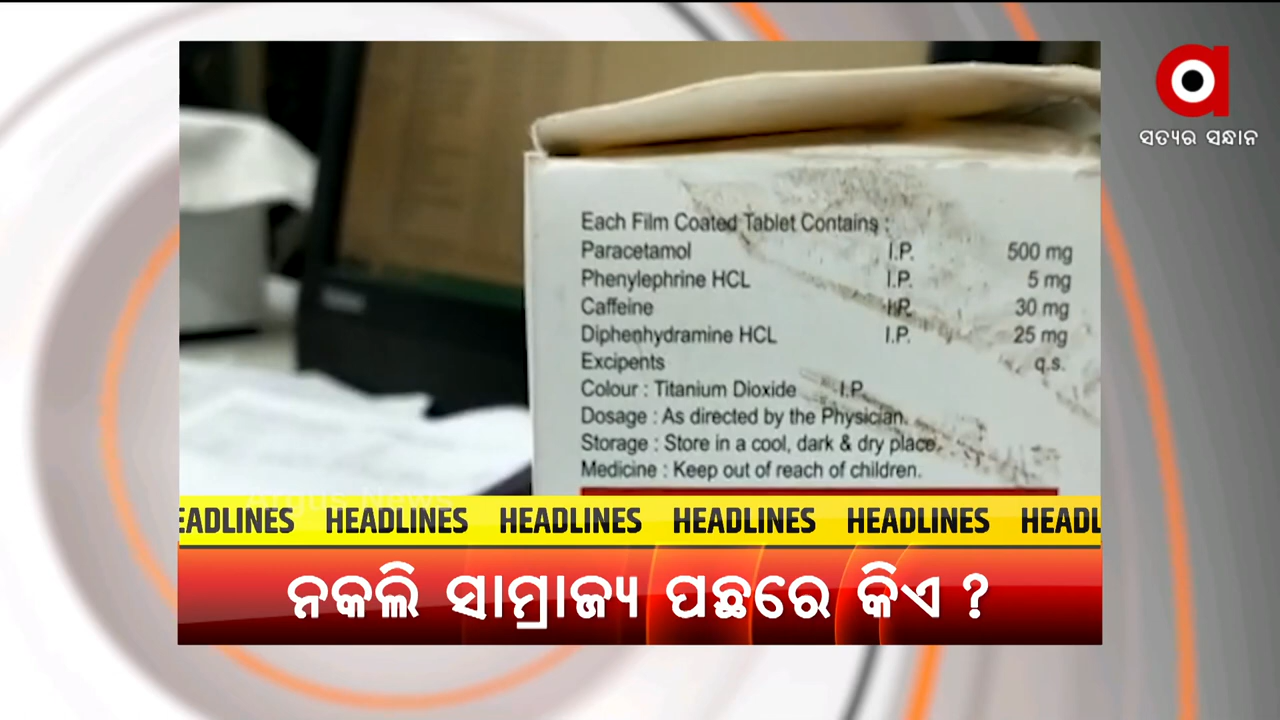 ସତ୍ୟର ସନ୍ଧାନ
Each Film Coated Tablet Contains :
Paracetamol I.P. 500 mg
Phenylephrine HCL I.P. 5 mg
Caffeine I.P. 30 mg
Diphenhydramine HCL I.P. 25 mg
Excipents q.s.
Colour : Titanium Dioxide I.P.
Dosage : As directed by the Physician.
Storage : Store in a cool, dark & dry place.
Medicine : Keep out of reach of children.
Argus News
EADLINES HEADLINES HEADLINES HEADLINES HEADLINES HEADL
ନକଲି ସାମ୍ରାଜ୍ୟ ପଛରେ କିଏ ?